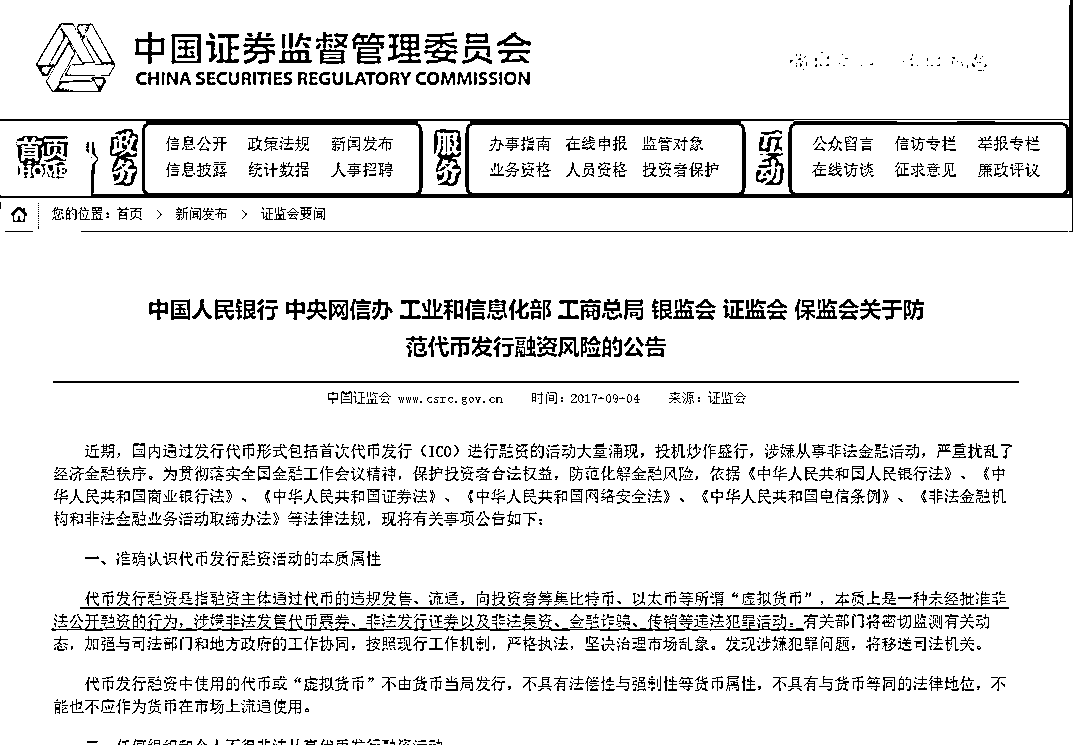 中国证券监督管理委员会
CHINA SECURITIES REGULATORY COMMISSION
首页
HOME
政务
信息公开 政策法规 新闻发布
信息披露 统计数据 人事招聘
服务
办事指南 在线申报 监管对象
业务资格 人员资格 投资者保护
互动
公众留言 信访专栏 举报专栏
在线访谈 征求意见 廉政评议
您的位置：首页 > 新闻发布 > 证监会要闻
中国人民银行 中央网信办 工业和信息化部 工商总局 银监会 证监会 保监会关于防
范代币发行融资风险的公告
中国证监会 www.csrc.gov.cn 时间：2017-09-04 来源：证监会
近期，国内通过发行代币形式包括首次代币发行（ICO）进行融资的活动大量涌现，投机炒作盛行，涉嫌从事非法金融活动，严重扰乱了
经济金融秩序。为贯彻落实全国金融工作会议精神，保护投资者合法权益，防范化解金融风险，依据《中华人民共和国人民银行法》、《中
华人民共和国商业银行法》、《中华人民共和国证券法》、《中华人民共和国网络安全法》、《中华人民共和国电信条例》、《非法金融机
构和非法金融业务活动取缔办法》等法律法规，现将有关事项公告如下：
一、准确认识代币发行融资活动的本质属性
代币发行融资是指融资主体通过代币的违规发售、流通，向投资者筹集比特币、以太币等所谓“虚拟货币”，本质上是一种未经批准非
法公开融资的行为，涉嫌非法发售代币票券、非法发行证券以及非法集资、金融诈骗、传销等违法犯罪活动。有关部门将密切监测有关动
态，加强与司法部门和地方政府的工作协同，按照现行工作机制，严格执法，坚决治理市场乱象。发现涉嫌犯罪问题，将移送司法机关。
代币发行融资中使用的代币或“虚拟货币”不由货币当局发行，不具有法偿性与强制性等货币属性，不具有与货币等同的法律地位，不
能也不应作为货币在市场上流通使用。
二、任何组织和个人不得非法从事代币发行融资活动